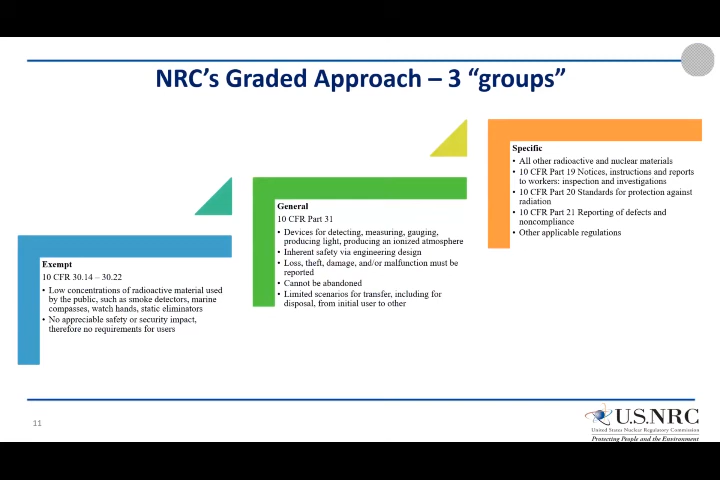 NRC's Graded Approach – 3 “groups”
Exempt
10 CFR 30.14 – 30.22
• Low concentrations of radioactive material used
by the public, such as smoke detectors, marine
compasses, watch hands, static eliminators
• No appreciable safety or security impact,
therefore no requirements for users
General
10 CFR Part 31
• Devices for detecting, measuring, gauging,
producing light, producing an ionized atmosphere
• Inherent safety via engineering design
• Loss, theft, damage, and/or malfunction must be
reported
• Cannot be abandoned
• Limited scenarios for transfer, including for
disposal, from initial user to other
Specific
• All other radioactive and nuclear materials
• 10 CFR Part 19 Notices, instructions and reports
to workers: inspection and investigations
• 10 CFR Part 20 Standards for protection against
radiation
• 10 CFR Part 21 Reporting of defects and
noncompliance
• Other applicable regulations
11
U.S.NRC
United States Nuclear Regulatory Commission
Protecting People and the Environment